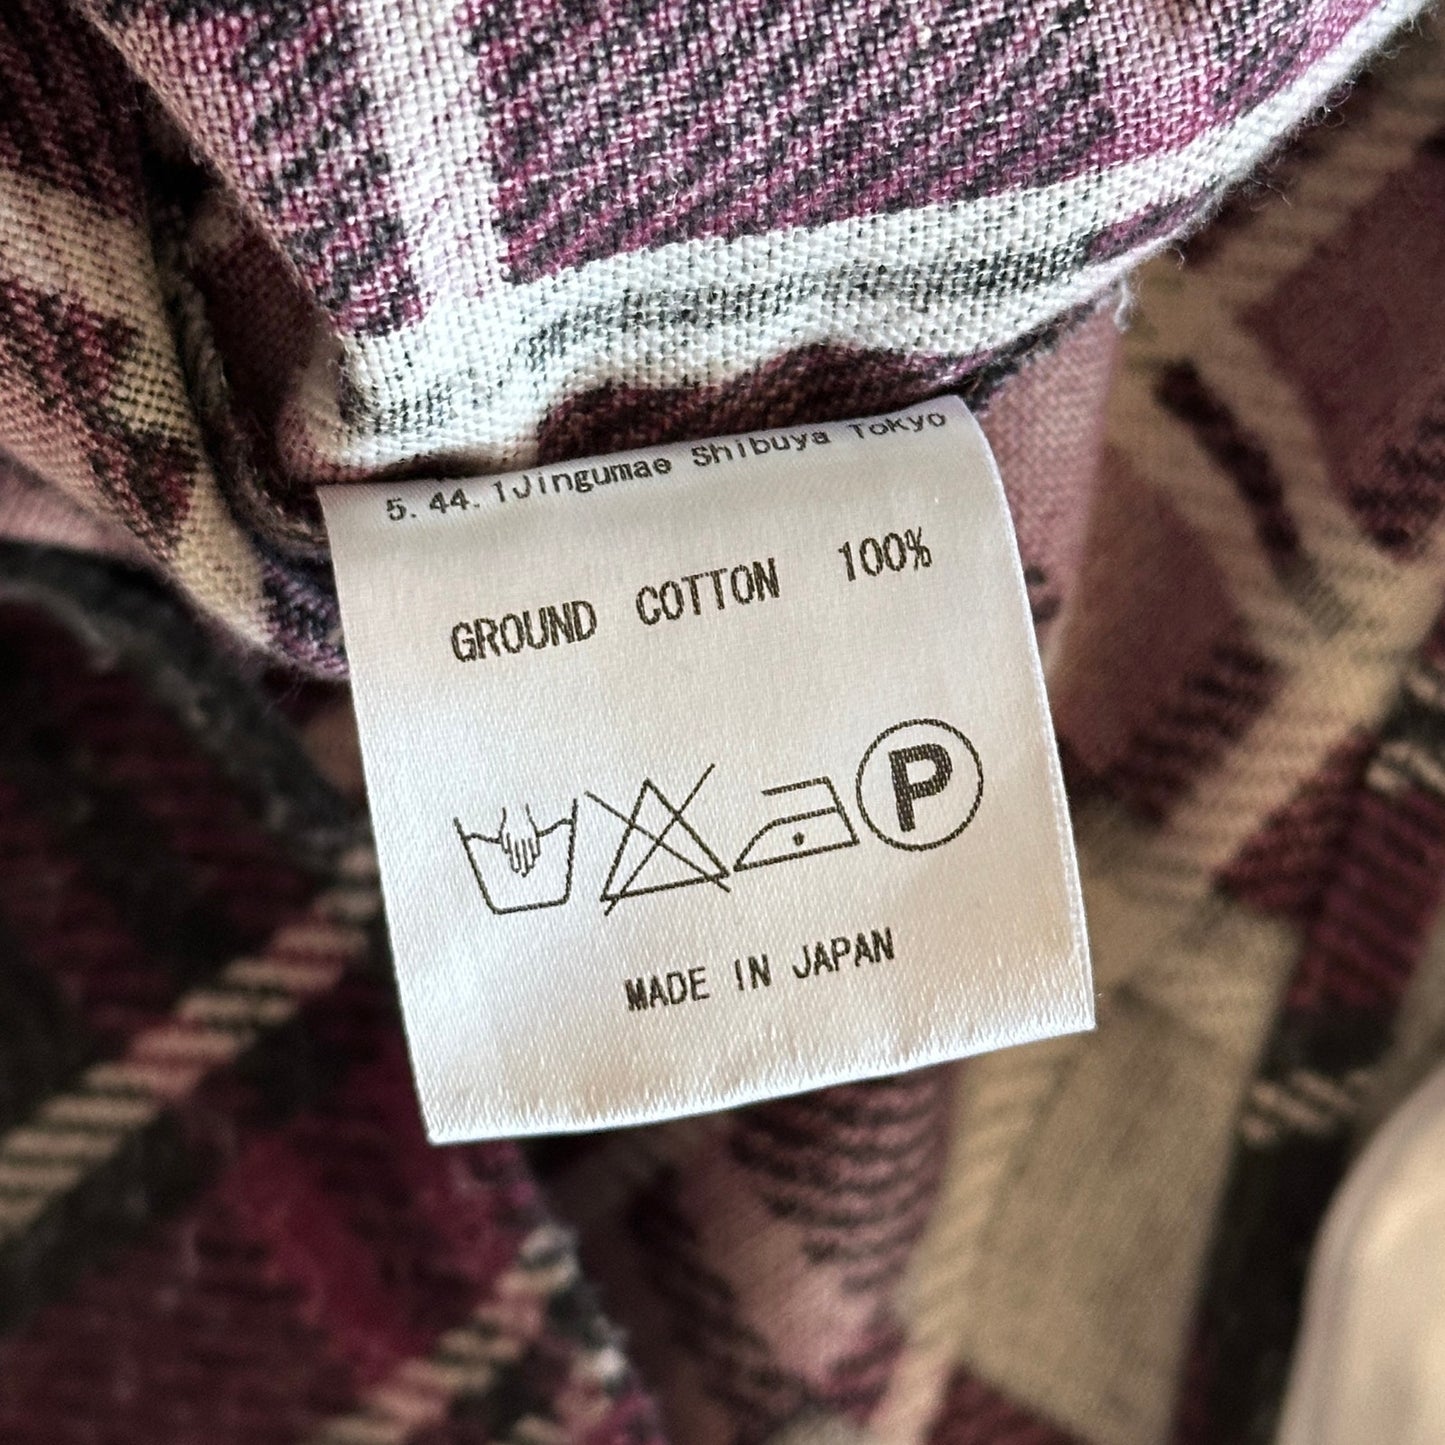 5.44.1Jingumae Shibuya Tokyo
GROUND COTTON 100%
P
MADE IN JAPAN